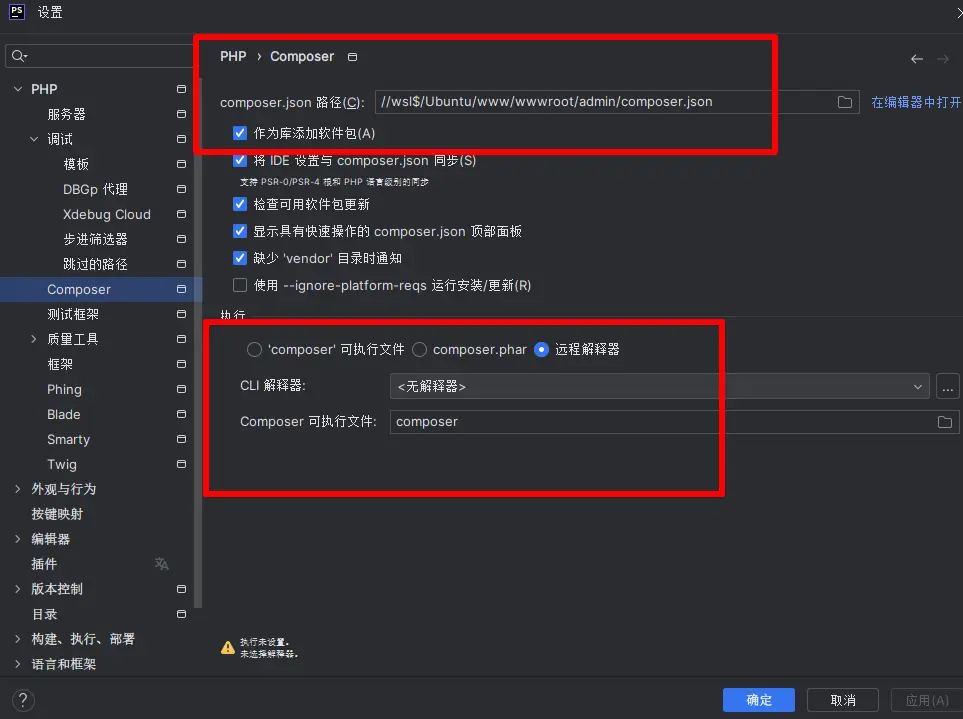 PS 设置
PHP › Composer
PHP
服务器
调试
模板
DBGp 代理
Xdebug Cloud
步进筛选器
跳过的路径
Composer
测试框架
质量工具
框架
Phing
Blade
Smarty
Twig
外观与行为
按键映射
编辑器
插件
版本控制
目录
构建、执行、部署
语言和框架
composer.json 路径(C): //wsl$/Ubuntu/www/wwwroot/admin/composer.json 在编辑器中打开
作为库添加软件包(A)
将 IDE 设置与 composer.json 同步(S)
支持 PSR-0/PSR-4 根和 PHP 语言级别的同步
检查可用软件包更新
显示具有快速操作的 composer.json 顶部面板
缺少 'vendor' 目录时通知
使用 --ignore-platform-reqs 运行安装/更新(R)
执行
'composer' 可执行文件 composer.phar 远程解释器
CLI 解释器: <无解释器> ...
Composer 可执行文件: composer
执行未设置。
未选择解释器。
? 确定 取消 应用(A)